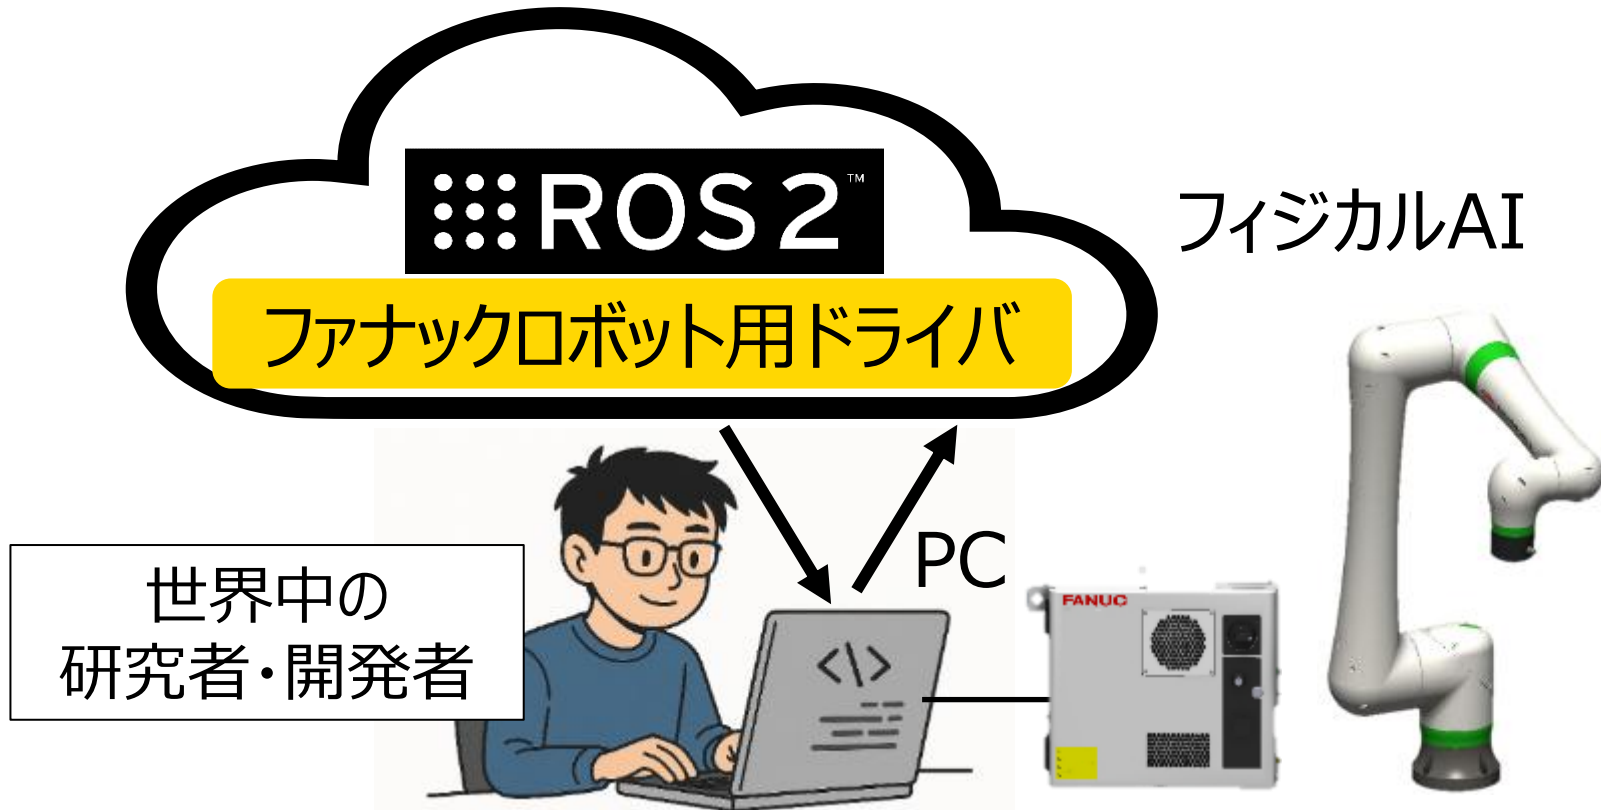 ROS 2™
フィジカルAI
ファナックロボット用ドライバ
PC
世界中の
研究者・開発者
FANUC
</>